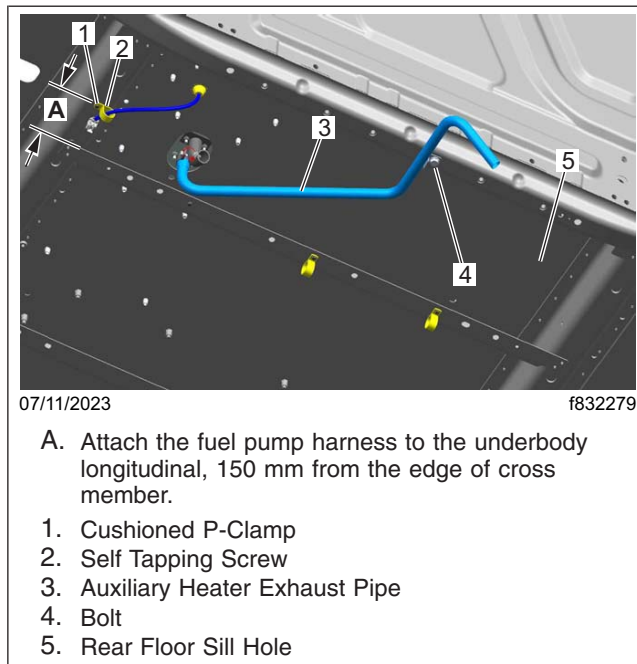 1
2
A
3
5
4
07/11/2023 f832279
A. Attach the fuel pump harness to the underbody
longitudinal, 150 mm from the edge of cross
member.
1. Cushioned P-Clamp
2. Self Tapping Screw
3. Auxiliary Heater Exhaust Pipe
4. Bolt
5. Rear Floor Sill Hole